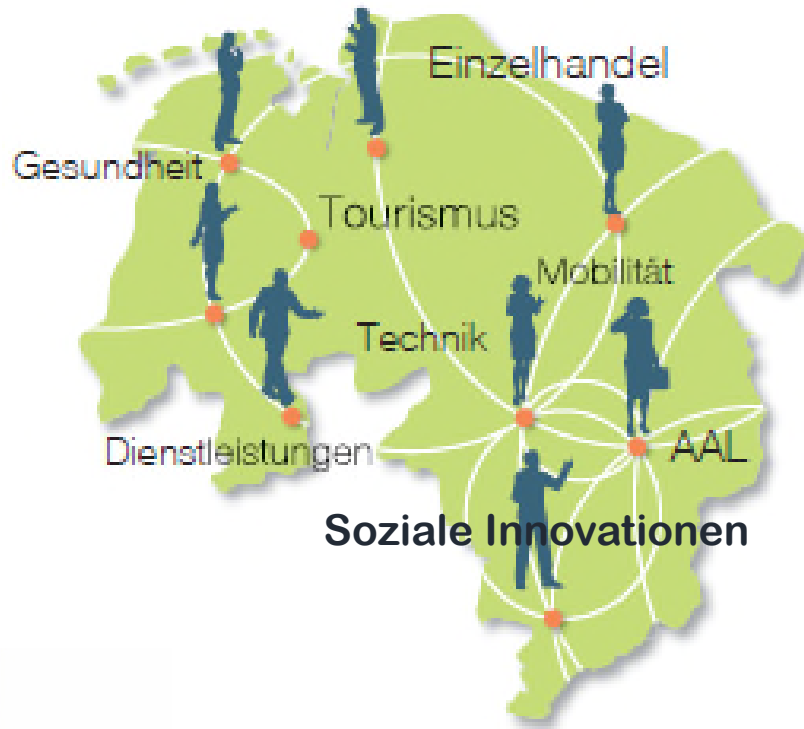 Einzelhandel
Gesundheit
Tourismus
Mobilität
Technik
Dienstleistungen
AAL
Soziale Innovationen